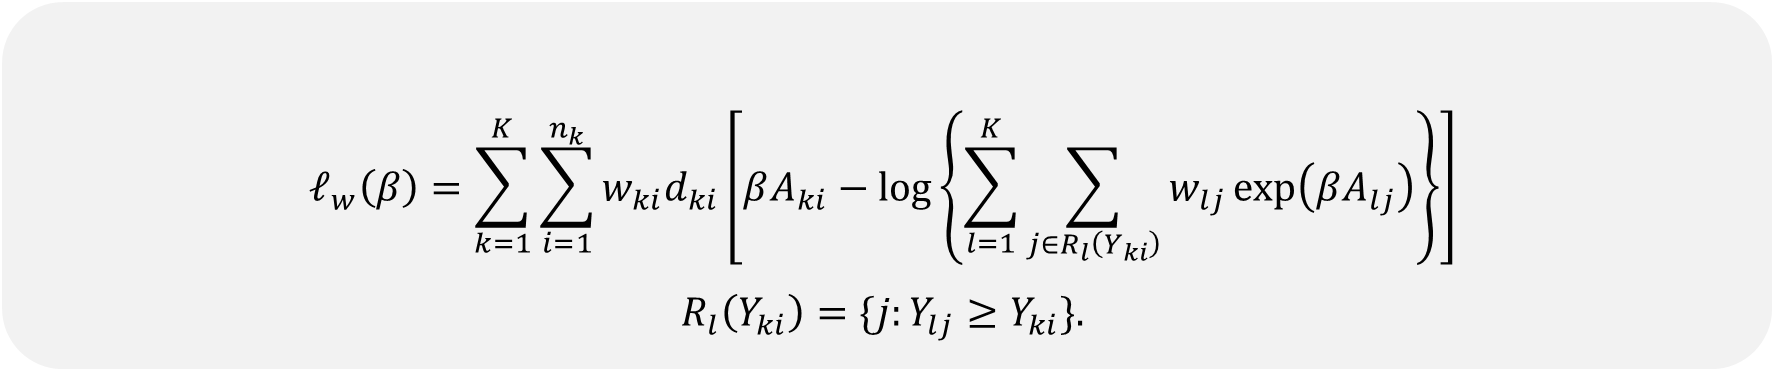 ℓ_w(β) = ∑_{k=1}^{K} ∑_{i=1}^{n_k} w_{ki} d_{ki} [ βA_{ki} − log { ∑_{l=1}^{K} ∑_{j∈R_l(Y_{ki})} w_{lj} exp(βA_{lj}) } ]
R_l(Y_{ki}) = {j: Y_{lj} ≥ Y_{ki}}.